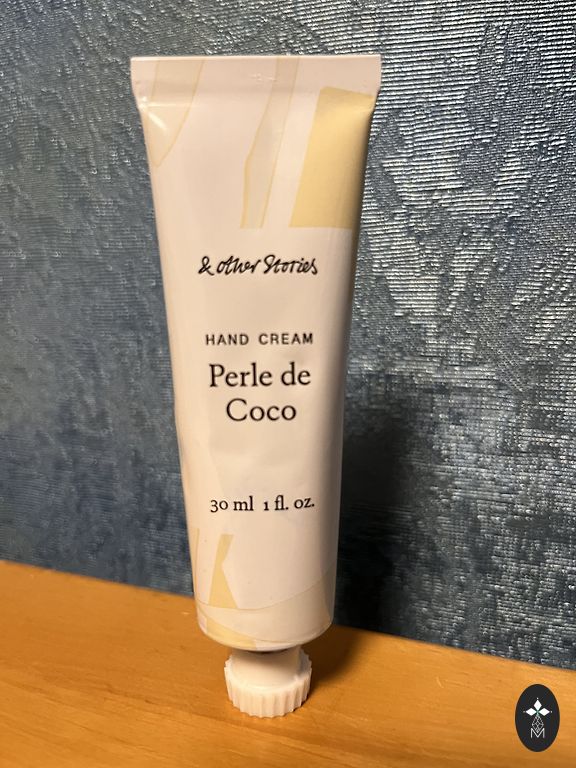 & other Stories
HAND CREAM
Perle de
Coco
30 ml 1 fl. oz.
M